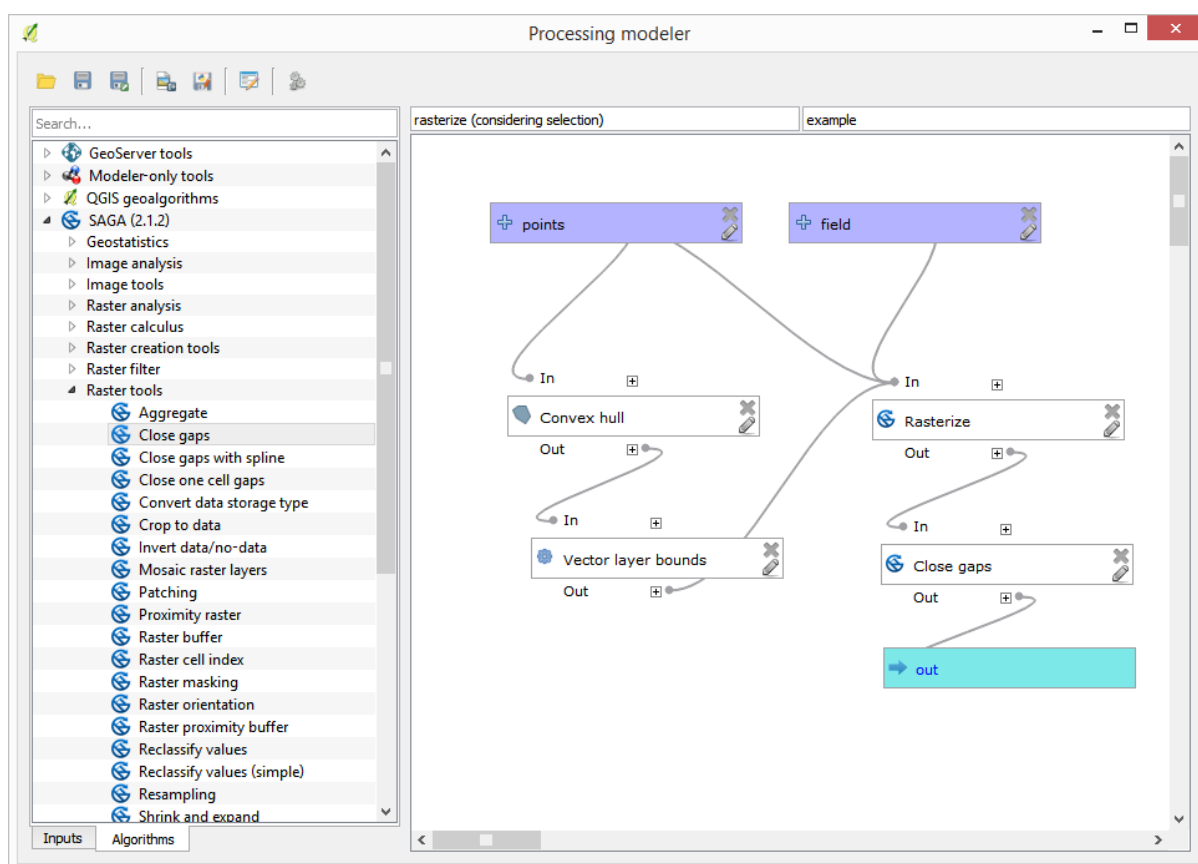 Processing modeler
Search...
rasterize (considering selection)
example
GeoServer tools
Modeler-only tools
QGIS geoalgorithms
SAGA (2.1.2)
Geostatistics
Image analysis
Image tools
Raster analysis
Raster calculus
Raster creation tools
Raster filter
Raster tools
Aggregate
Close gaps
Close gaps with spline
Close one cell gaps
Convert data storage type
Crop to data
Invert data/no-data
Mosaic raster layers
Patching
Proximity raster
Raster buffer
Raster cell index
Raster masking
Raster orientation
Raster proximity buffer
Reclassify values
Reclassify values (simple)
Resampling
Shrink and expand
Inputs
Algorithms
points
field
In
Convex hull
Out
In
Vector layer bounds
Out
In
Rasterize
Out
In
Close gaps
Out
out